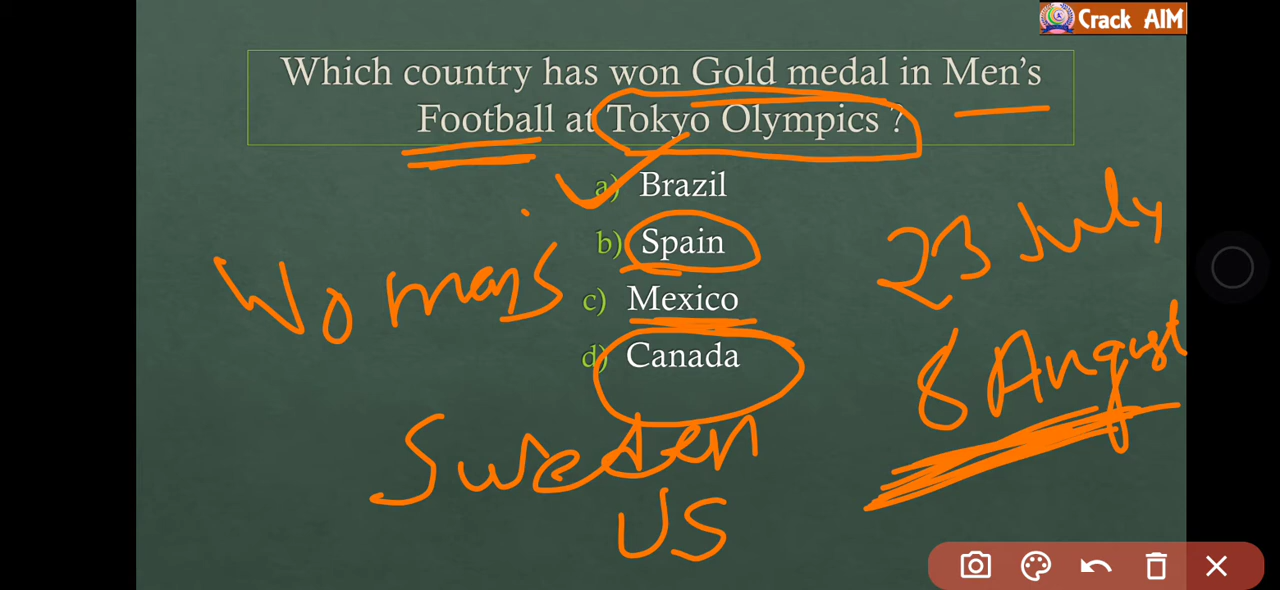 Crack AIM
Which country has won Gold medal in Men's
Football at Tokyo Olympics ?
a) Brazil
b) Spain
c) Mexico
d) Canada
Woman's
23 July
8 August
Sweden
US